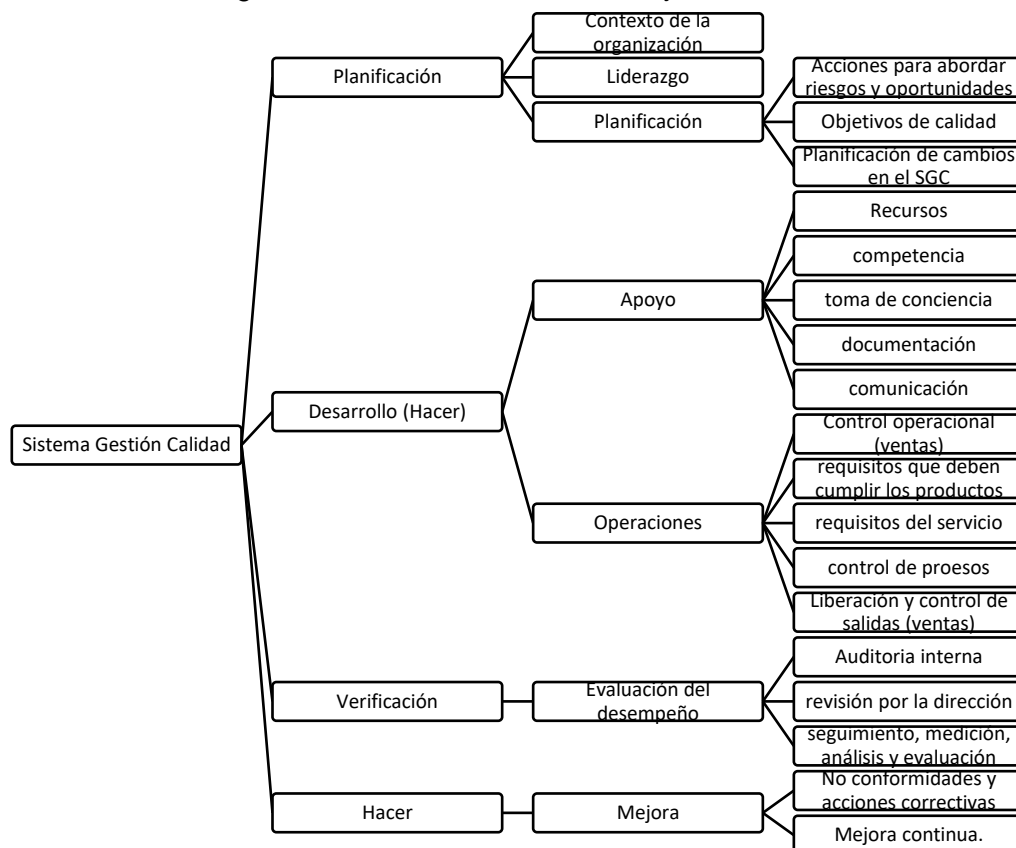 Sistema Gestión Calidad
Planificación
Contexto de la
organización
Liderazgo
Planificación
Acciones para abordar
riesgos y oportunidades
Objetivos de calidad
Planificación de cambios
en el SGC
Desarrollo (Hacer)
Apoyo
Recursos
competencia
toma de conciencia
documentación
comunicación
Operaciones
Control operacional
(ventas)
requisitos que deben
cumplir los productos
requisitos del servicio
control de proesos
Liberación y control de
salidas (ventas)
Verificación
Evaluación del
desempeño
Auditoria interna
revisión por la dirección
seguimiento, medición,
análisis y evaluación
Hacer
Mejora
No conformidades y
acciones correctivas
Mejora continua.